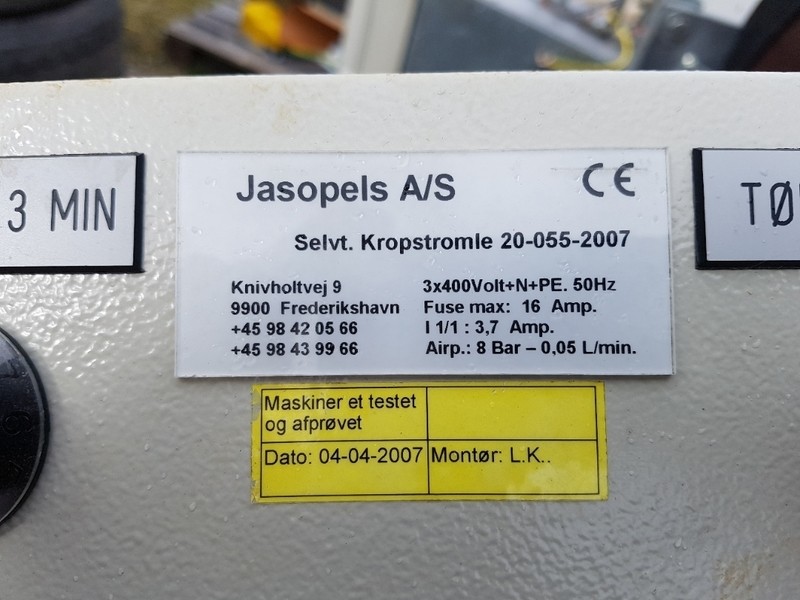 3 MIN
Jasopels A/S
CE
TØ
Selvt. Kropstromle 20-055-2007
Knivholtvej 9
9900 Frederikshavn
+45 98 42 05 66
+45 98 43 99 66
3x400Volt+N+PE. 50Hz
Fuse max: 16 Amp.
I 1/1 : 3,7 Amp.
Airp.: 8 Bar – 0,05 L/min.
Maskiner et testet
og afprøvet
Dato: 04-04-2007
Montør: L.K..